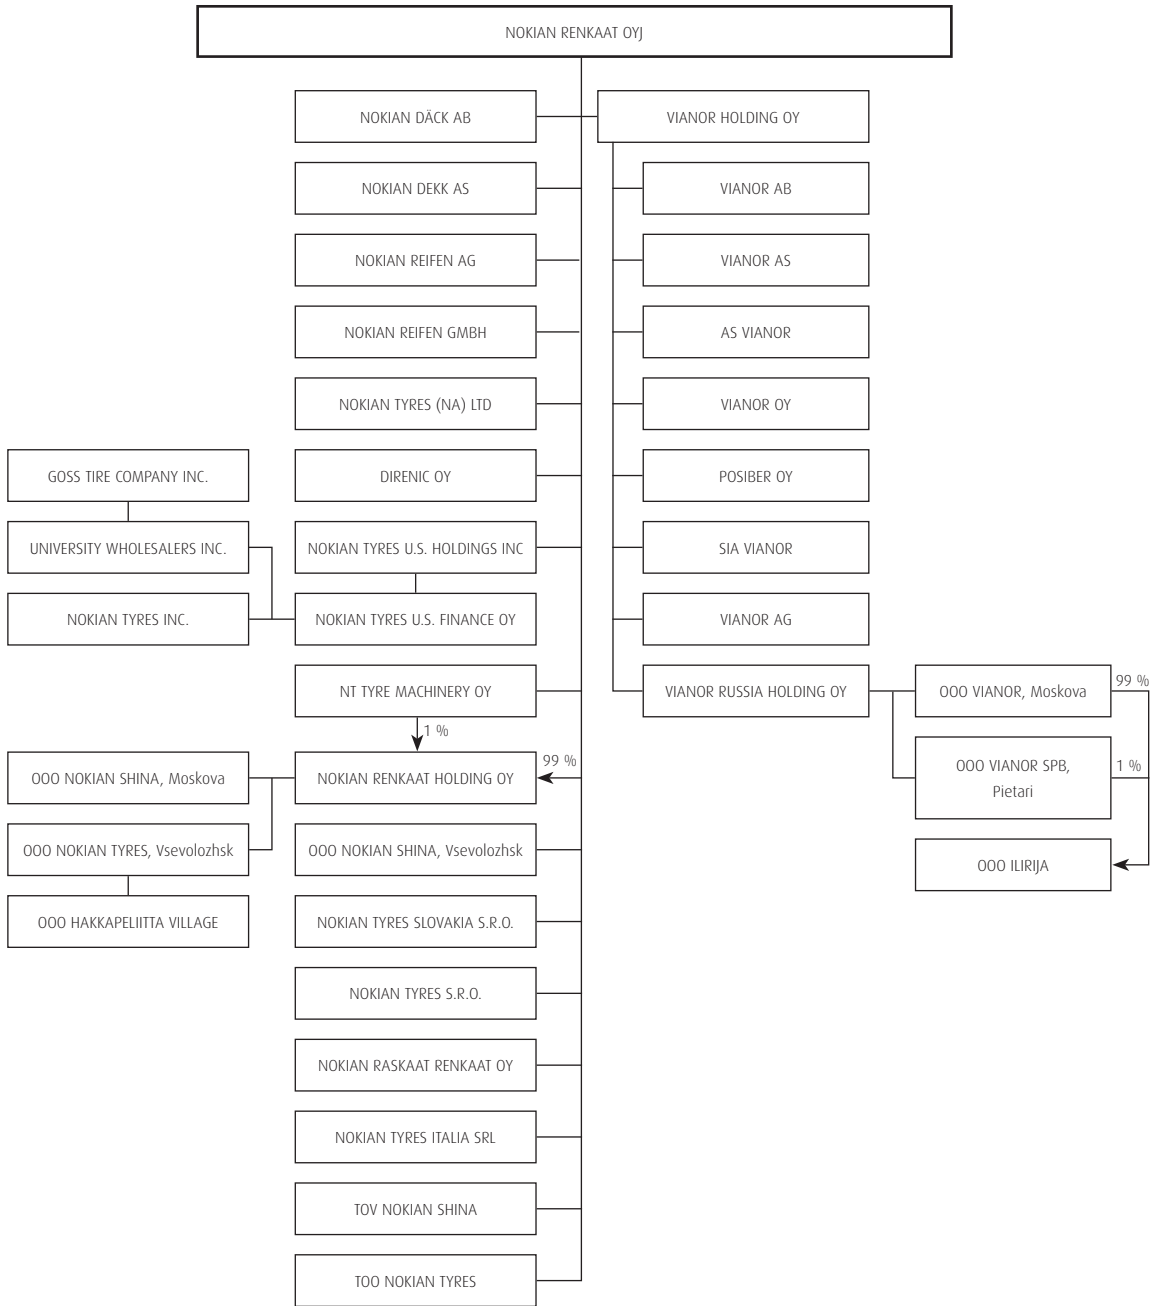 NOKIAN RENKAAT OYJ
NOKIAN DÄCK AB
VIANOR HOLDING OY
NOKIAN DEKK AS
VIANOR AB
NOKIAN REIFEN AG
VIANOR AS
NOKIAN REIFEN GMBH
AS VIANOR
NOKIAN TYRES (NA) LTD
VIANOR OY
GOSS TIRE COMPANY INC.
DIRENIC OY
POSIBER OY
UNIVERSITY WHOLESALERS INC.
NOKIAN TYRES U.S. HOLDINGS INC
SIA VIANOR
NOKIAN TYRES INC.
NOKIAN TYRES U.S. FINANCE OY
VIANOR AG
NT TYRE MACHINERY OY
VIANOR RUSSIA HOLDING OY
OOO VIANOR, Moskova
99 %
1 %
OOO NOKIAN SHINA, Moskova
NOKIAN RENKAAT HOLDING OY
99 %
OOO VIANOR SPB,
Pietari
1 %
OOO NOKIAN TYRES, Vsevolozhsk
OOO NOKIAN SHINA, Vsevolozhsk
OOO ILIRIJA
OOO HAKKAPELIITTA VILLAGE
NOKIAN TYRES SLOVAKIA S.R.O.
NOKIAN TYRES S.R.O.
NOKIAN RASKAAT RENKAAT OY
NOKIAN TYRES ITALIA SRL
TOV NOKIAN SHINA
TOO NOKIAN TYRES